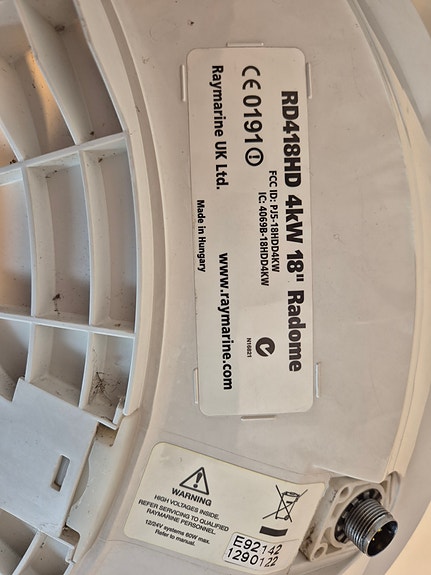 RD418HD 4kW 18" Radome
FCC ID: PJ5-18HDD4KW
IC: 4069B-18HDD4KW
CE 0191
N16821
Raymarine UK Ltd.
www.raymarine.com
Made in Hungary
WARNING
HIGH VOLTAGES INSIDE.
REFER SERVICING TO QUALIFIED
RAYMARINE PERSONNEL.
12/24V systems 60W max.
Refer to manual.
E92142
1290122